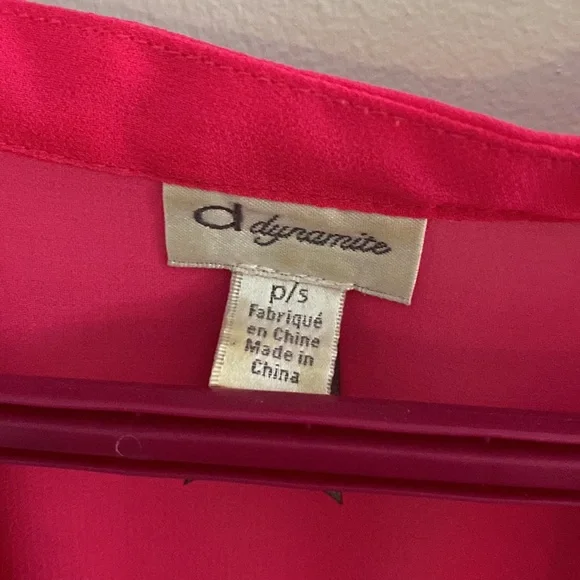 d dynamite
p/s
Fabriqué
en Chine
Made in
China